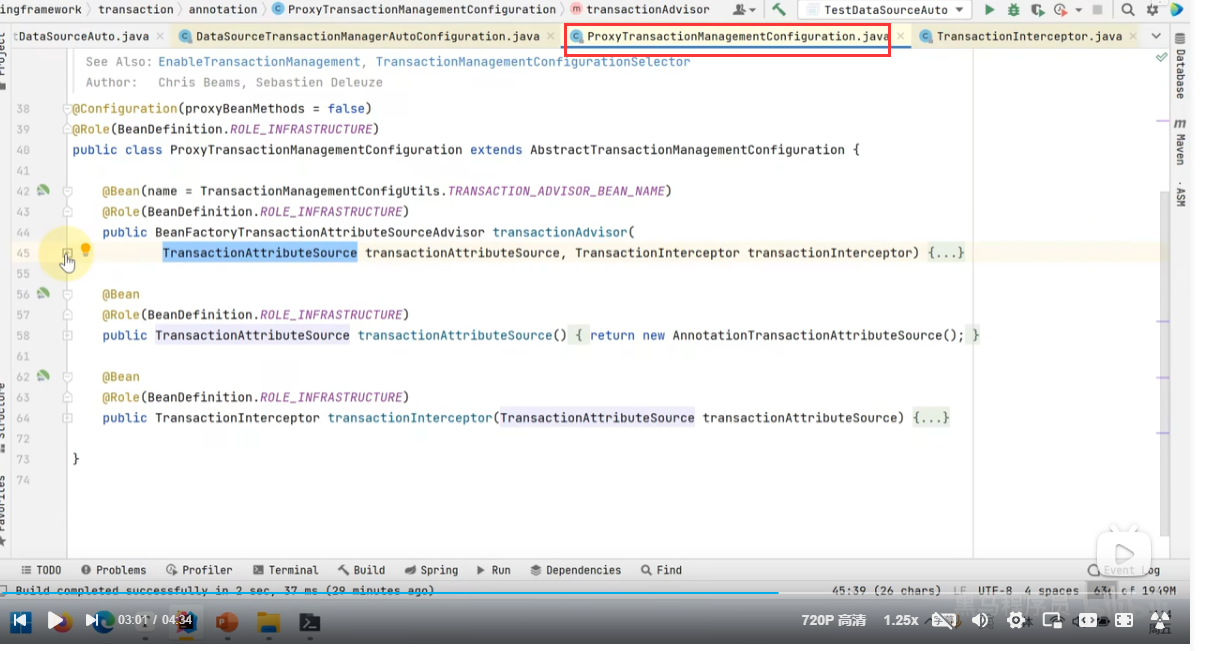 ingframework transaction annotation ProxyTransactionManagementConfiguration transactionAdvisor TestDataSourceAuto
tDataSourceAuto.java DataSourceTransactionManagerAutoConfiguration.java ProxyTransactionManagementConfiguration.java TransactionInterceptor.java
See Also: EnableTransactionManagement, TransactionManagementConfigurationSelector
Author: Chris Beams, Sebastien Deleuze
38 @Configuration(proxyBeanMethods = false)
39 @Role(BeanDefinition.ROLE_INFRASTRUCTURE)
40 public class ProxyTransactionManagementConfiguration extends AbstractTransactionManagementConfiguration {
41
42 @Bean(name = TransactionManagementConfigUtils.TRANSACTION_ADVISOR_BEAN_NAME)
43 @Role(BeanDefinition.ROLE_INFRASTRUCTURE)
44 public BeanFactoryTransactionAttributeSourceAdvisor transactionAdvisor(
45 TransactionAttributeSource transactionAttributeSource, TransactionInterceptor transactionInterceptor) {...}
55
56 @Bean
57 @Role(BeanDefinition.ROLE_INFRASTRUCTURE)
58 public TransactionAttributeSource transactionAttributeSource() { return new AnnotationTransactionAttributeSource(); }
61
62 @Bean
63 @Role(BeanDefinition.ROLE_INFRASTRUCTURE)
64 public TransactionInterceptor transactionInterceptor(TransactionAttributeSource transactionAttributeSource) {...}
72
73 }
74
Project
Structure
Favorites
Database
m Maven
ASM
TODO Problems Profiler Terminal Build Spring Run Dependencies Find Event Log
Build completed successfully in 2 sec, 37 ms (29 minutes ago) 45:39 (26 chars) LF UTF-8 4 spaces of 1949M
03:01 / 04:34 720P 高清 1.25x